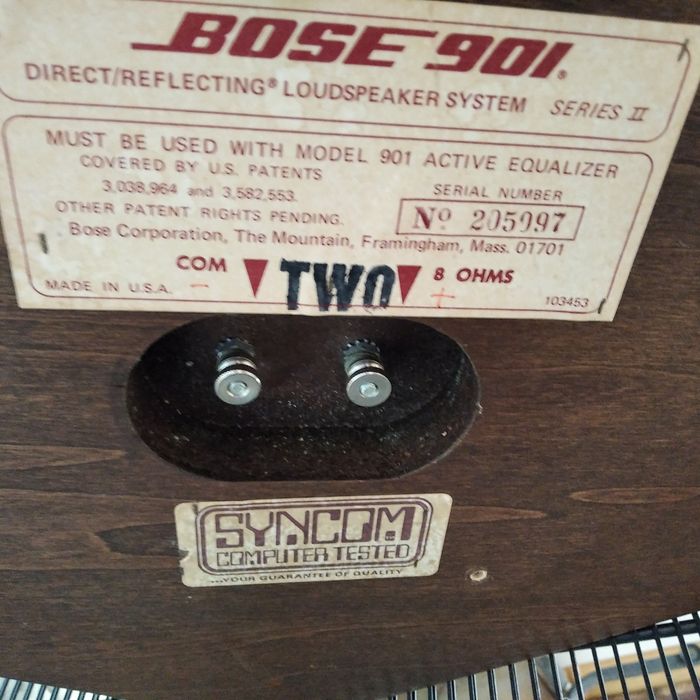 BOSE 901®
DIRECT/REFLECTING® LOUDSPEAKER SYSTEM SERIES II
MUST BE USED WITH MODEL 901 ACTIVE EQUALIZER
COVERED BY U.S. PATENTS
3,038,964 and 3,582,553.
OTHER PATENT RIGHTS PENDING.
SERIAL NUMBER
Nº 205997
Bose Corporation, The Mountain, Framingham, Mass. 01701
COM TWO 8 OHMS
- +
MADE IN U.S.A. 103453
SYNCOM
COMPUTER TESTED
...YOUR GUARANTEE OF QUALITY